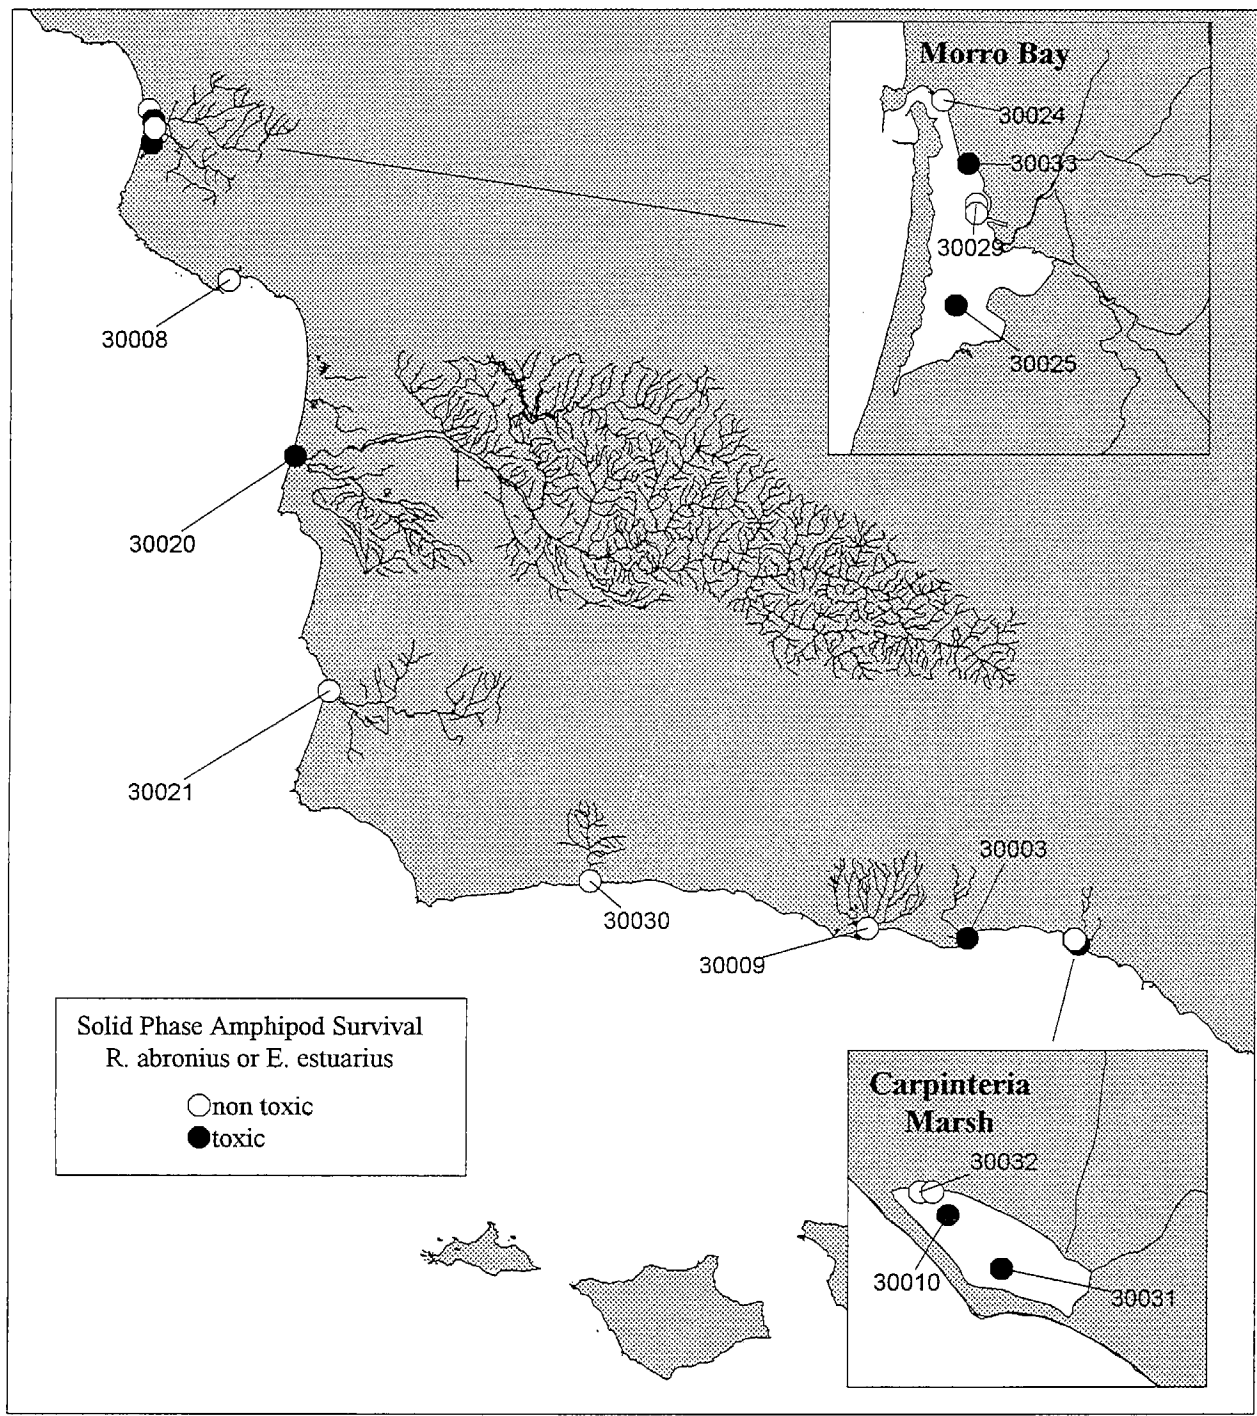 Morro Bay
30024
30033
30029
30025
30008
30020
30021
30003
30030
30009
Solid Phase Amphipod Survival
R. abronius or E. estuarius
non toxic
toxic
Carpinteria
Marsh
30032
30010
30031